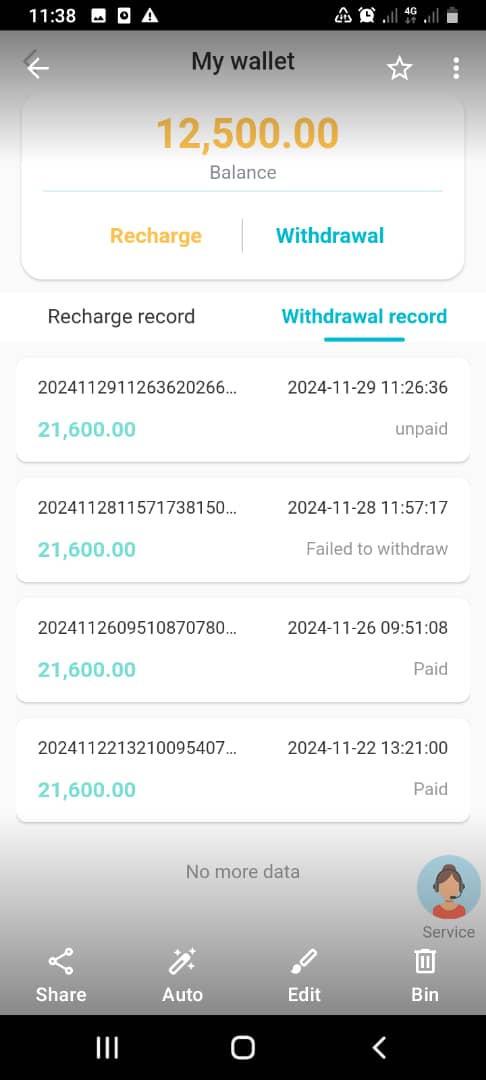 11:38
4G
My wallet
12,500.00
Balance
Recharge
Withdrawal
Recharge record
Withdrawal record
2024112911263620266...
2024-11-29 11:26:36
21,600.00
unpaid
2024112811571738150...
2024-11-28 11:57:17
21,600.00
Failed to withdraw
2024112609510870780...
2024-11-26 09:51:08
21,600.00
Paid
2024112213210095407...
2024-11-22 13:21:00
21,600.00
Paid
No more data
Service
Share
Auto
Edit
Bin